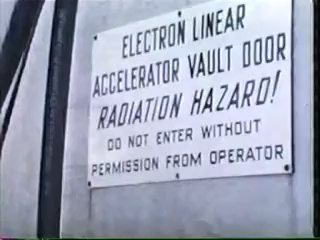 ELECTRON LINEAR
ACCELERATOR VAULT DOOR
RADIATION HAZARD!
DO NOT ENTER WITHOUT
PERMISSION FROM OPERATOR